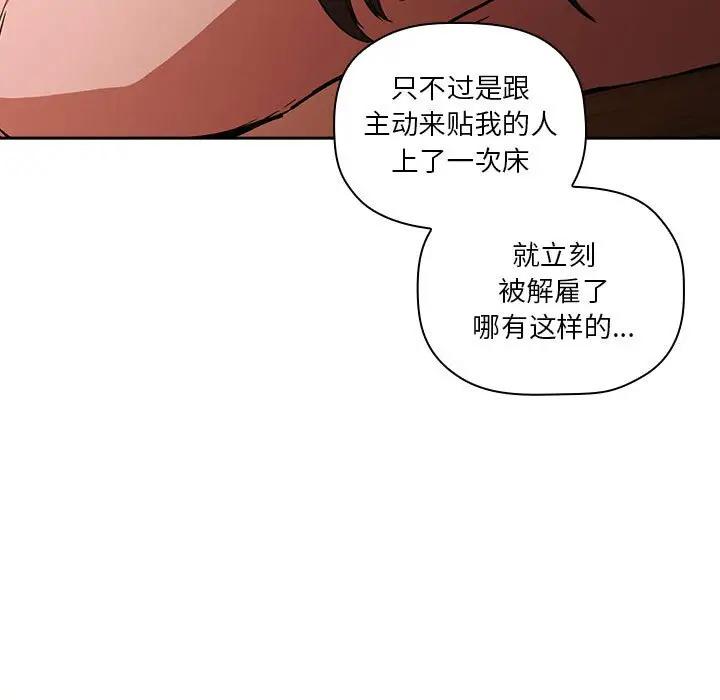 只不过是跟
主动来贴我的人
上了一次床
就立刻
被解雇了
哪有这样的...